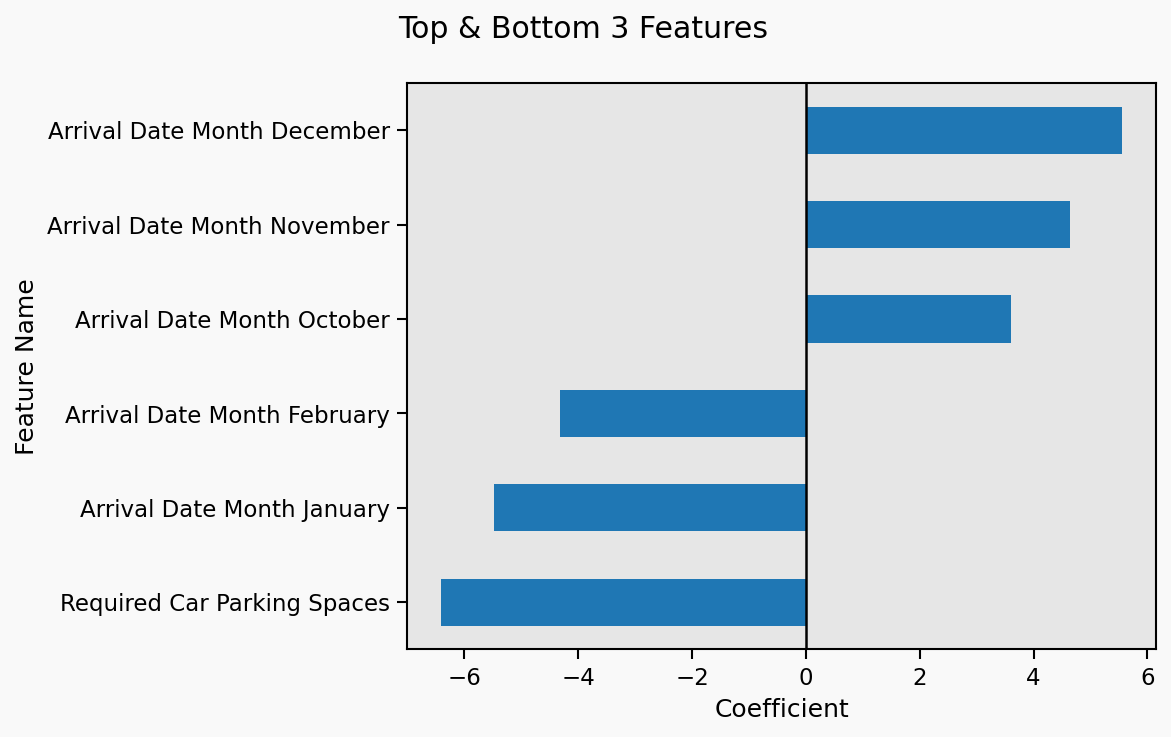 Top & Bottom 3 Features
Feature Name
Arrival Date Month December
Arrival Date Month November
Arrival Date Month October
Arrival Date Month February
Arrival Date Month January
Required Car Parking Spaces
−6 −4 −2 0 2 4 6
Coefficient